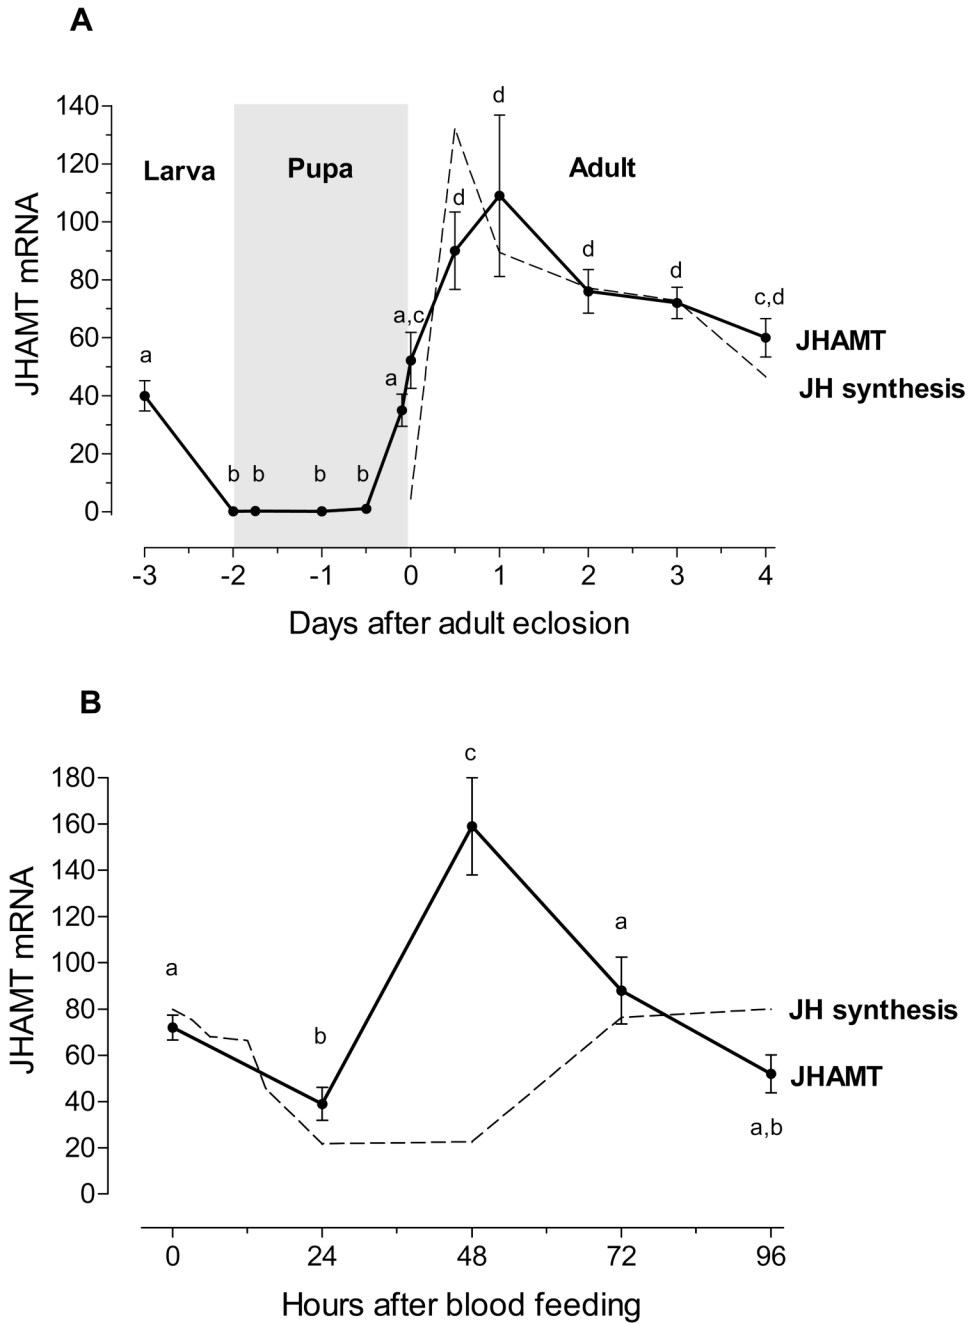 A
140
120
100
80
60
40
20
0
JHAMT mRNA
Larva
Pupa
Adult
a
b
b
b
b
a
a,c
d
d
d
d
c,d
JHAMT
JH synthesis
-3 -2 -1 0 1 2 3 4
Days after adult eclosion
B
180
160
140
120
100
80
60
40
20
0
JHAMT mRNA
a
b
c
a
a,b
JH synthesis
JHAMT
0 24 48 72 96
Hours after blood feeding